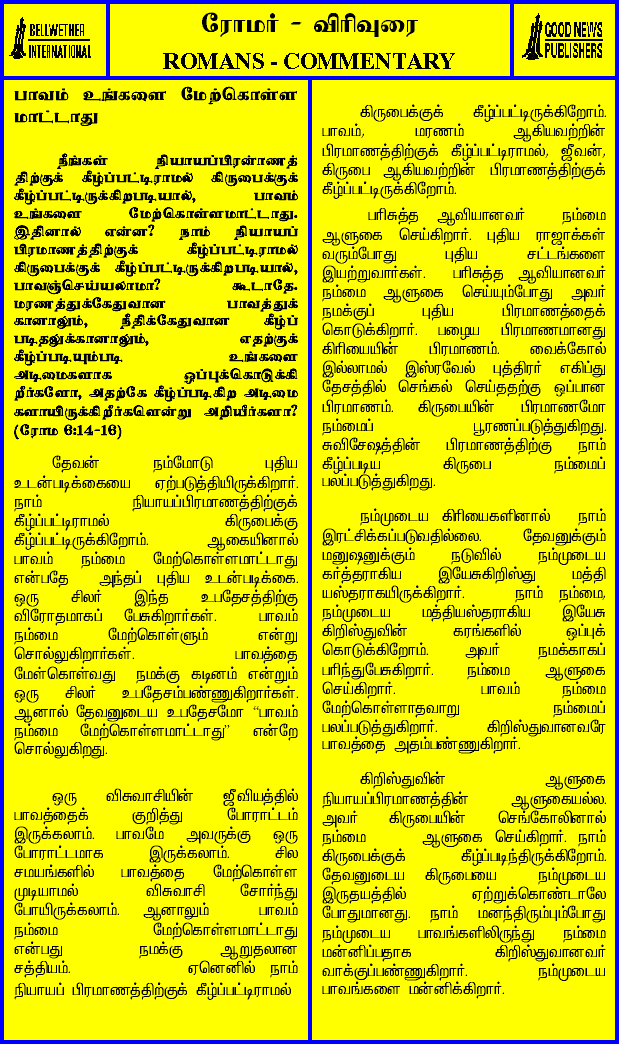 BELLWETHER
INTERNATIONAL
ரோமர் - விரிவுரை
ROMANS - COMMENTARY
GOOD NEWS
PUBLISHERS
பாவம் உங்களை மேற்கொள்ள
மாட்டாது
நீங்கள் நியாயப்பிரமாணத்
திற்குக் கீழ்ப்பட்டிராமல் கிருபைக்குக்
கீழ்ப்பட்டிருக்கிறபடியால், பாவம்
உங்களை மேற்கொள்ளமாட்டாது.
இதினால் என்ன? நாம் நியாயப்
பிரமாணத்திற்குக் கீழ்ப்பட்டிராமல்
கிருபைக்குக் கீழ்ப்பட்டிருக்கிறபடியால்,
பாவஞ்செய்யலாமா? கூடாதே.
மரணத்துக்கேதுவான பாவத்துக்
கானாலும், நீதிக்கேதுவான கீழ்ப்
படிதலுக்கானாலும், எதற்குக்
கீழ்ப்படியும்படி உங்களை
அடிமைகளாக ஒப்புக்கொடுக்கி
றீர்களோ, அதற்கே கீழ்ப்படிகிற அடிமை
களாயிருக்கிறீர்களென்று அறியீர்களா?
(ரோம 6:14-16)
தேவன் நம்மோடு புதிய
உடன்படிக்கையை ஏற்படுத்தியிருக்கிறார்.
நாம் நியாயப்பிரமாணத்திற்குக்
கீழ்ப்பட்டிராமல் கிருபைக்கு
கீழ்ப்பட்டிருக்கிறோம். ஆகையினால்
பாவம் நம்மை மேற்கொள்ளமாட்டாது
என்பதே அந்தப் புதிய உடன்படிக்கை.
ஒரு சிலர் இந்த உபதேசத்திற்கு
விரோதமாகப் பேசுகிறார்கள். பாவம்
நம்மை மேற்கொள்ளும் என்று
சொல்லுகிறார்கள். பாவத்தை
மேள்கொள்வது நமக்கு கடினம் என்றும்
ஒரு சிலர் உபதேசம்பண்ணுகிறார்கள்.
ஆனால் தேவனுடைய உபதேசமோ "பாவம்
நம்மை மேற்கொள்ளமாட்டாது" என்றே
சொல்லுகிறது.
ஒரு விசுவாசியின் ஜீவியத்தில்
பாவத்தைக் குறித்து போராட்டம்
இருக்கலாம். பாவமே அவருக்கு ஒரு
போராட்டமாக இருக்கலாம். சில
சமயங்களில் பாவத்தை மேற்கொள்ள
முடியாமல் விசுவாசி சோர்ந்து
போயிருக்கலாம். ஆனாலும் பாவம்
நம்மை மேற்கொள்ளமாட்டாது
என்பது நமக்கு ஆறுதலான
சத்தியம். ஏனெனில் நாம்
நியாயப் பிரமாணத்திற்குக் கீழ்ப்பட்டிராமல்
கிருபைக்குக் கீழ்ப்பட்டிருக்கிறோம்.
பாவம், மரணம் ஆகியவற்றின்
பிரமாணத்திற்குக் கீழ்ப்பட்டிராமல், ஜீவன்,
கிருபை ஆகியவற்றின் பிரமாணத்திற்குக்
கீழ்ப்பட்டிருக்கிறோம்.
பரிசுத்த ஆவியானவர் நம்மை
ஆளுகை செய்கிறார். புதிய ராஜாக்கள்
வரும்போது புதிய சட்டங்களை
இயற்றுவார்கள். பரிசுத்த ஆவியானவர்
நம்மை ஆளுகை செய்யும்போது அவர்
நமக்குப் புதிய பிரமாணத்தைக்
கொடுக்கிறார். பழைய பிரமாணமானது
கிரியையின் பிரமாணம். வைக்கோல்
இல்லாமல் இஸ்ரவேல் புத்திரர் எகிப்து
தேசத்தில் செங்கல் செய்ததற்கு ஒப்பான
பிரமாணம். கிருபையின் பிரமாணமோ
நம்மைப் பூரணப்படுத்துகிறது.
சுவிசேஷத்தின் பிரமாணத்திற்கு நாம்
கீழ்ப்படிய கிருபை நம்மைப்
பலப்படுத்துகிறது.
நம்முடைய கிரியைகளினால் நாம்
இரட்சிக்கப்படுவதில்லை. தேவனுக்கும்
மனுஷனுக்கும் நடுவில் நம்முடைய
கர்த்தராகிய இயேசுகிறிஸ்து மத்தி
யஸ்தராகயிருக்கிறார். நாம் நம்மை,
நம்முடைய மத்தியஸ்தராகிய இயேசு
கிறிஸ்துவின் கரங்களில் ஒப்புக்
கொடுக்கிறோம். அவர் நமக்காகப்
பரிந்துபேசுகிறார். நம்மை ஆளுகை
செய்கிறார். பாவம் நம்மை
மேற்கொள்ளாதவாறு நம்மைப்
பலப்படுத்துகிறார். கிறிஸ்துவானவரே
பாவத்தை அதம்பண்ணுகிறார்.
கிறிஸ்துவின் ஆளுகை
நியாயப்பிரமாணத்தின் ஆளுகையல்ல.
அவர் கிருபையின் செங்கோலினால்
நம்மை ஆளுகை செய்கிறார். நாம்
கிருபைக்குக் கீழ்ப்படிந்திருக்கிறோம்.
தேவனுடைய கிருபையை நம்முடைய
இருதயத்தில் ஏற்றுக்கொண்டாலே
போதுமானது. நாம் மனந்திரும்பும்போது
நம்முடைய பாவங்களிலிருந்து நம்மை
மன்னிப்பதாக கிறிஸ்துவானவர்
வாக்குப்பண்ணுகிறார். நம்முடைய
பாவங்களை மன்னிக்கிறார்.